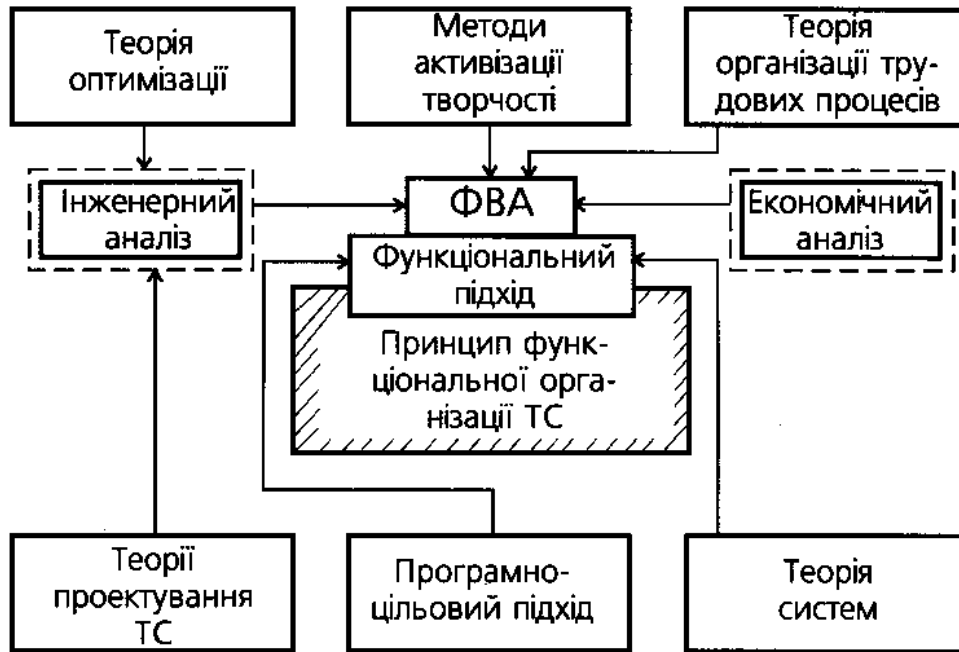 Теорія
оптимізації
Методи
активізації
творчості
Теорія
організації тру-
дових процесів
Інженерний
аналіз
ФВА
Економічний
аналіз
Функціональний
підхід
Принцип функ-
ціональної орга-
нізації ТС
Теорії
проектування
ТС
Програмно-
цільовий підхід
Теорія
систем